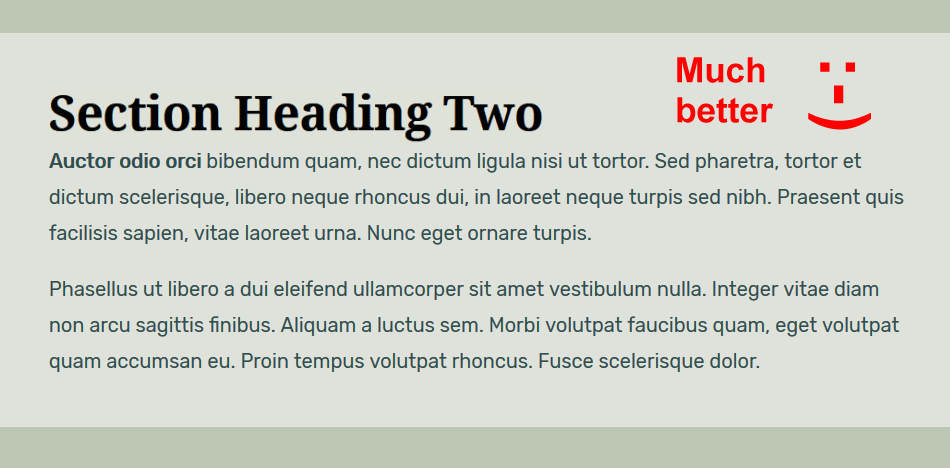 Much
better
Section Heading Two
Auctor odio orci bibendum quam, nec dictum ligula nisi ut tortor. Sed pharetra, tortor et
dictum scelerisque, libero neque rhoncus dui, in laoreet neque turpis sed nibh. Praesent quis
facilisis sapien, vitae laoreet urna. Nunc eget ornare turpis.
Phasellus ut libero a dui eleifend ullamcorper sit amet vestibulum nulla. Integer vitae diam
non arcu sagittis finibus. Aliquam a luctus sem. Morbi volutpat faucibus quam, eget volutpat
quam accumsan eu. Proin tempus volutpat rhoncus. Fusce scelerisque dolor.